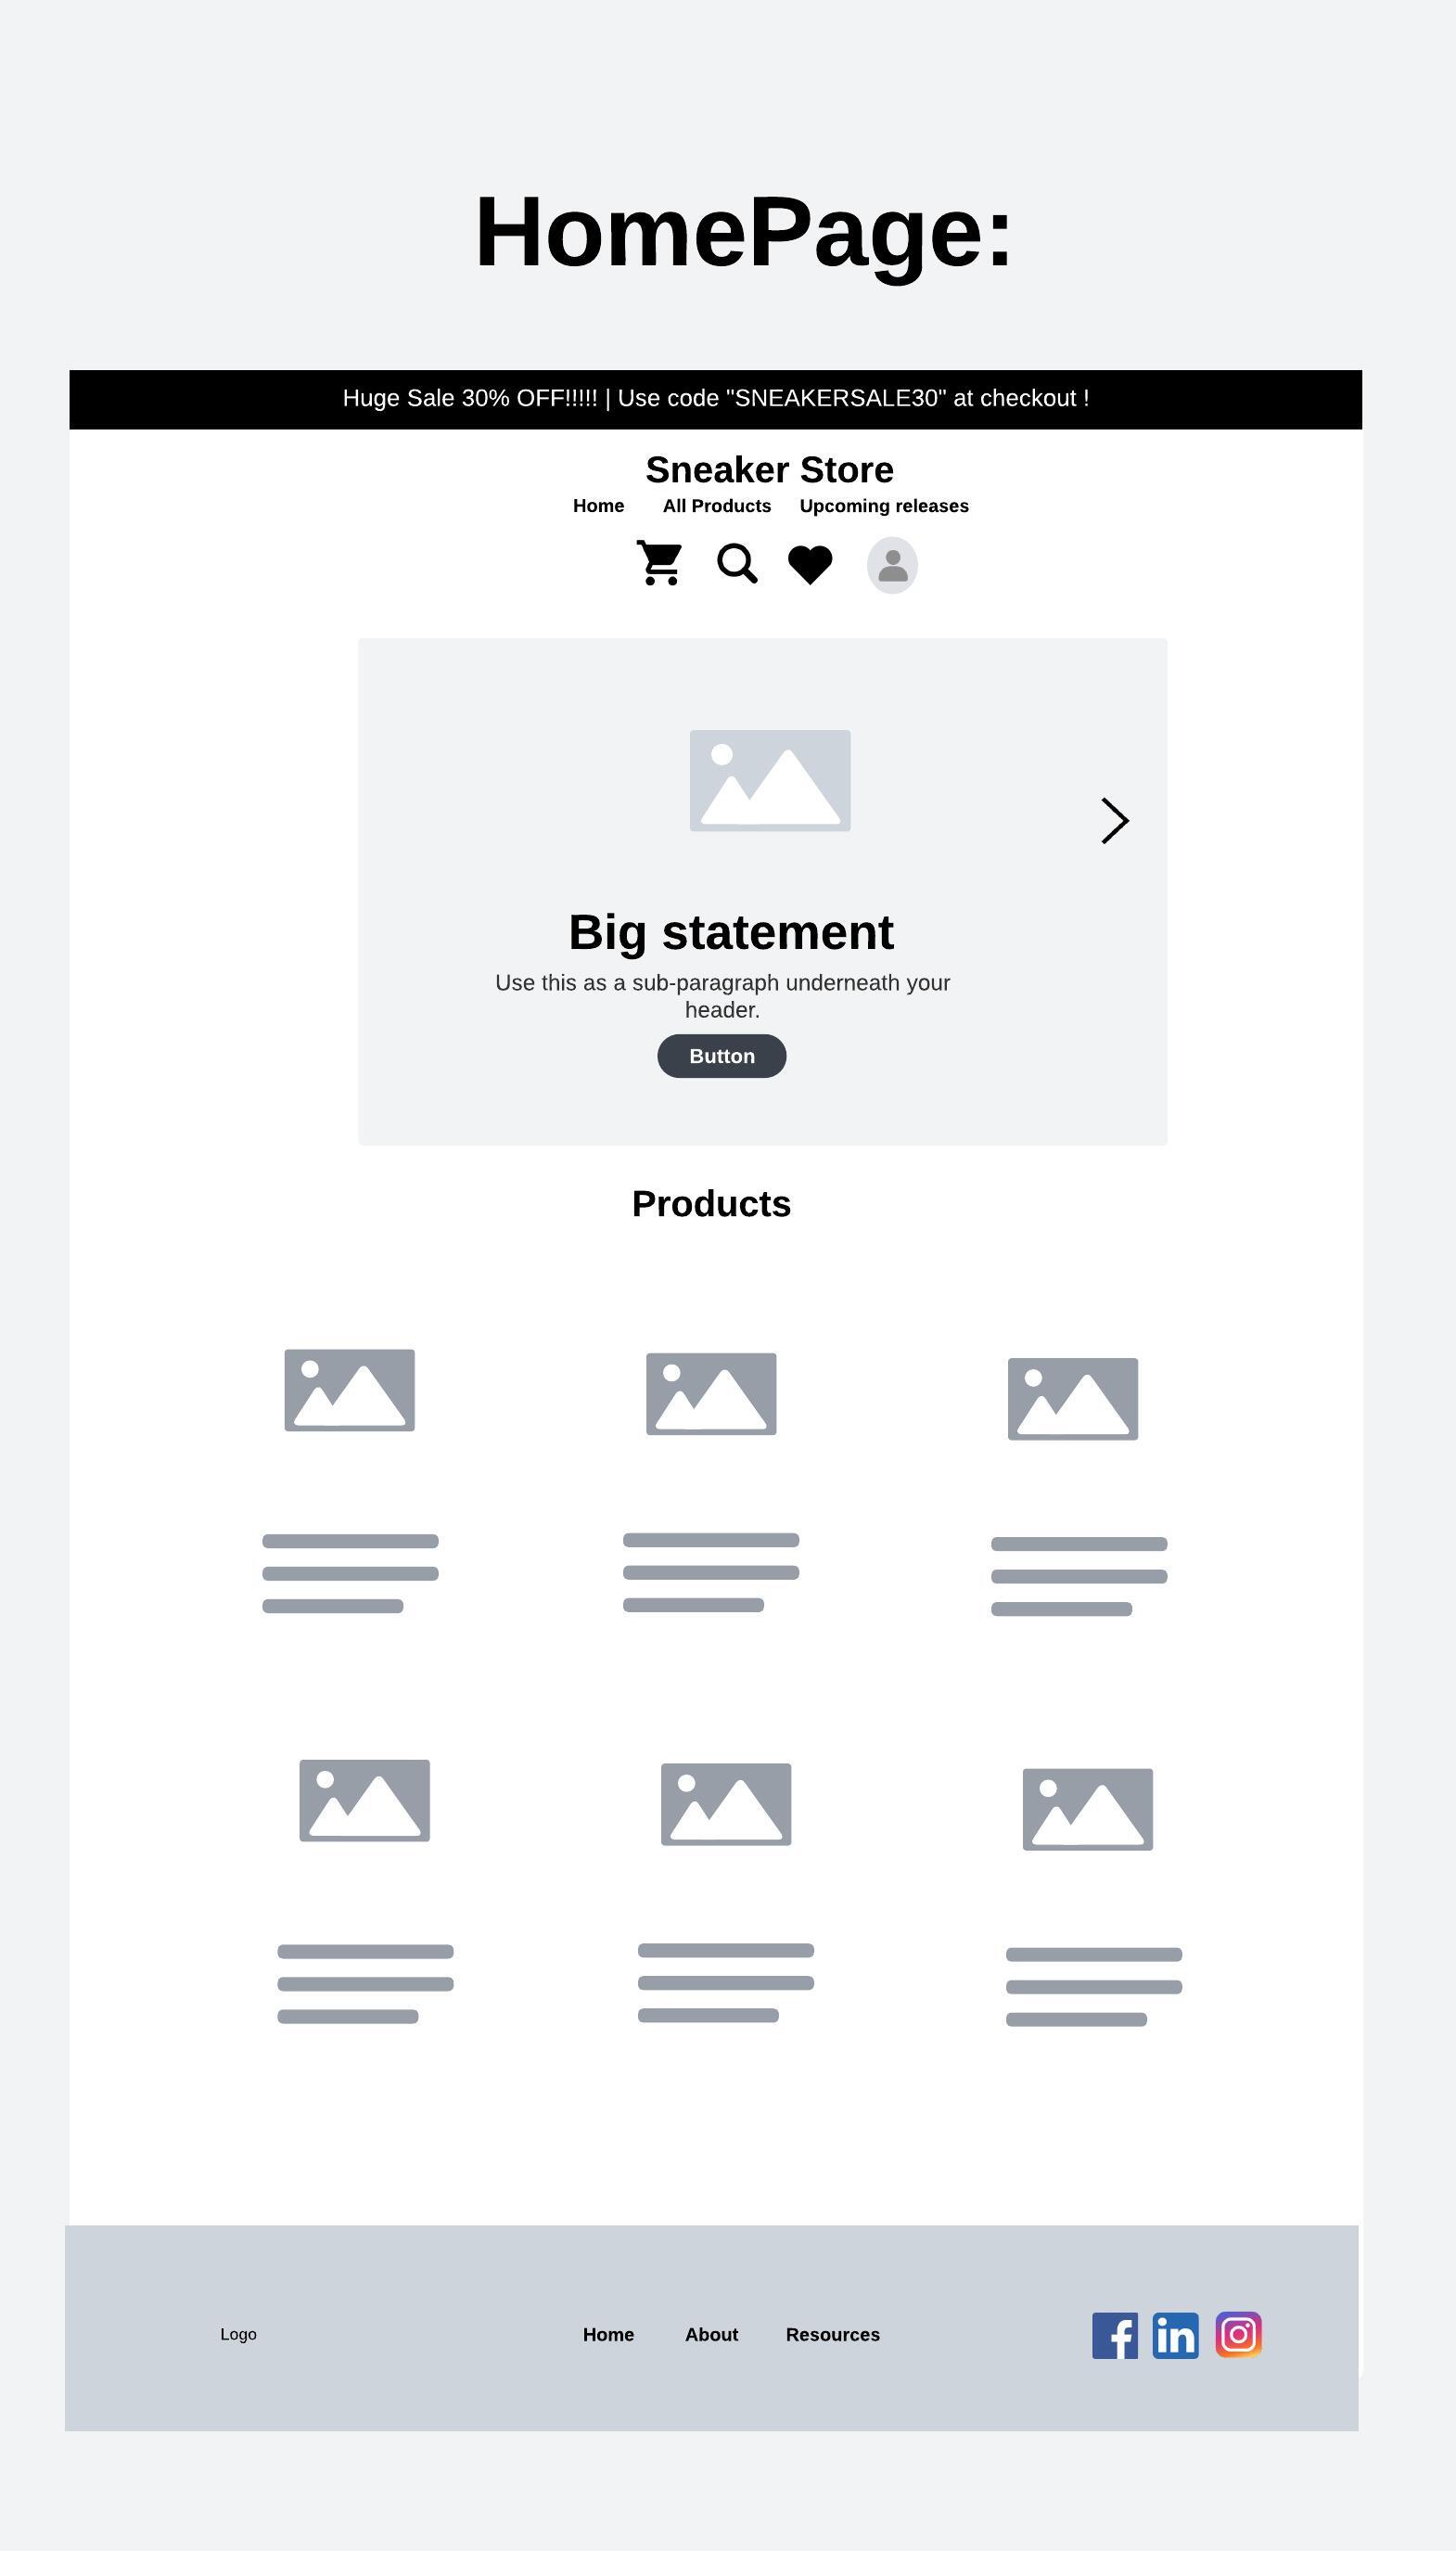 HomePage:
Huge Sale 30% OFF!!!!! | Use code "SNEAKERSALE30" at checkout !
Sneaker Store
Home All Products Upcoming releases
Big statement
Use this as a sub-paragraph underneath your
header.
Button
Products
Logo Home About Resources